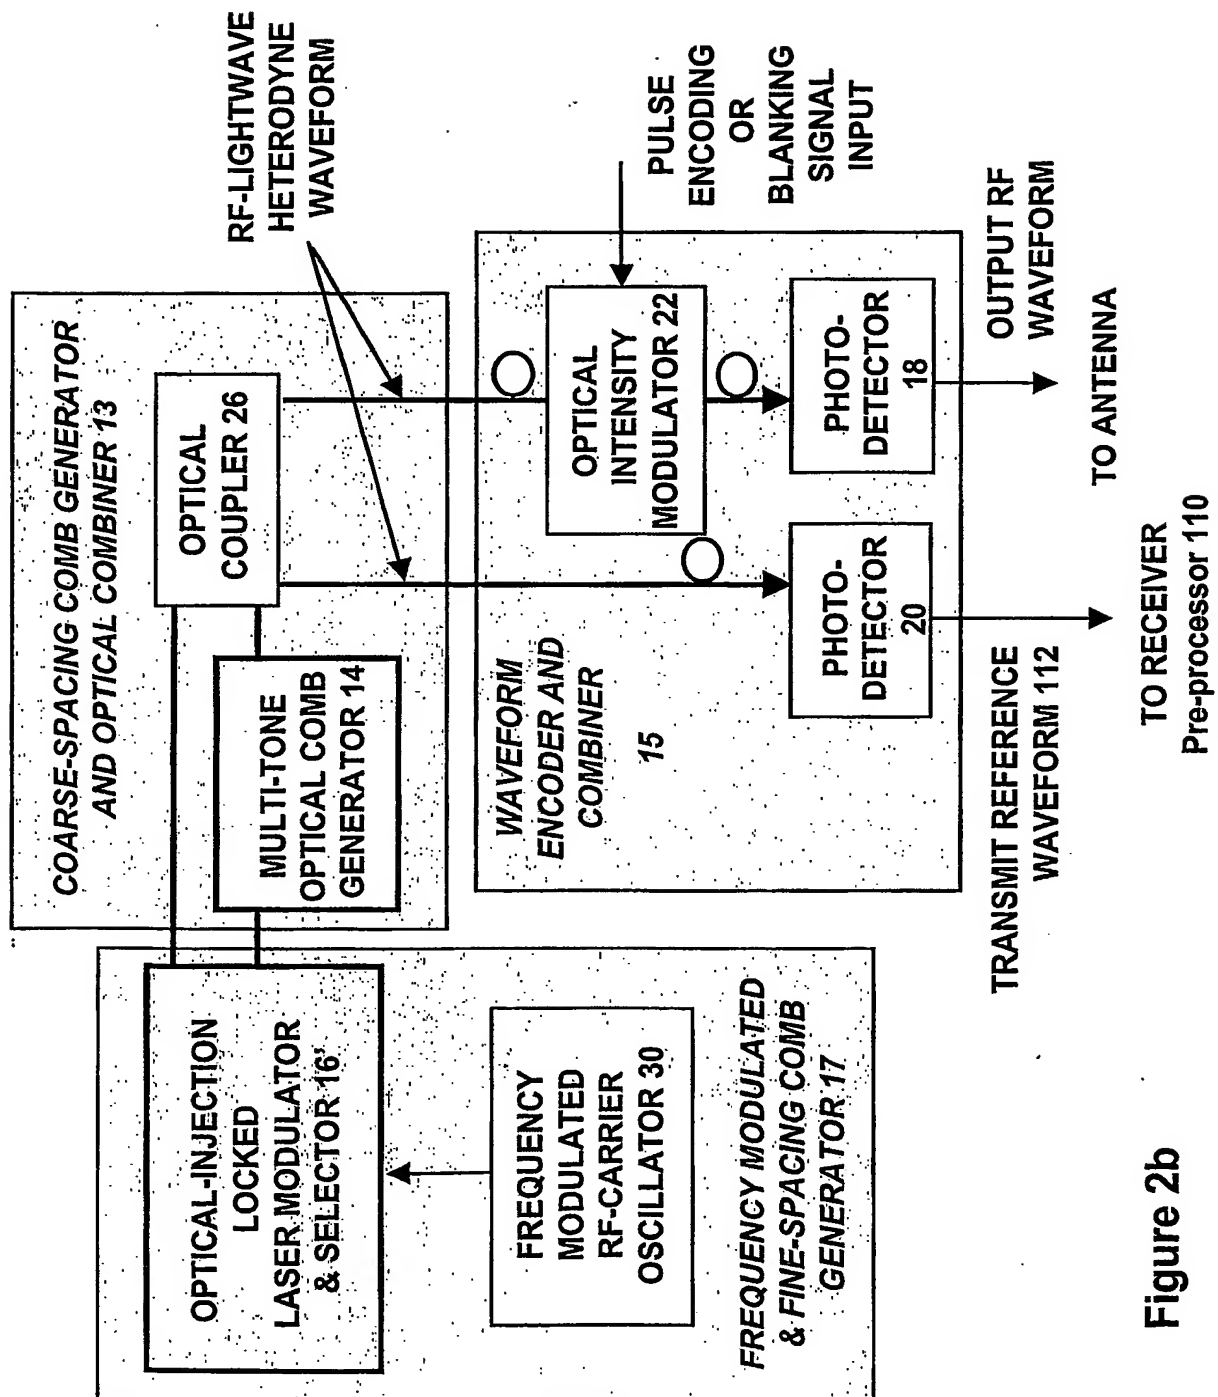 COARSE-SPACING COMB GENERATOR
AND OPTICAL COMBINER 13
OPTICAL
COUPLER 26
MULTI-TONE
OPTICAL COMB
GENERATOR 14
OPTICAL-INJECTION
LOCKED
LASER MODULATOR
& SELECTOR 16'
FREQUENCY
MODULATED
RF-CARRIER
OSCILLATOR 30
FREQUENCY MODULATED
& FINE-SPACING COMB
GENERATOR 17
RF-LIGHTWAVE
HETERODYNE
WAVEFORM
PULSE
ENCODING
OR
BLANKING
SIGNAL
INPUT
OPTICAL
INTENSITY
MODULATOR 22
WAVEFORM
ENCODER AND
COMBINER
15
PHOTO-
DETECTOR
18
PHOTO-
DETECTOR
20
OUTPUT RF
WAVEFORM
TO ANTENNA
TRANSMIT REFERENCE
WAVEFORM 112
TO RECEIVER
Pre-processor 110
Figure 2b